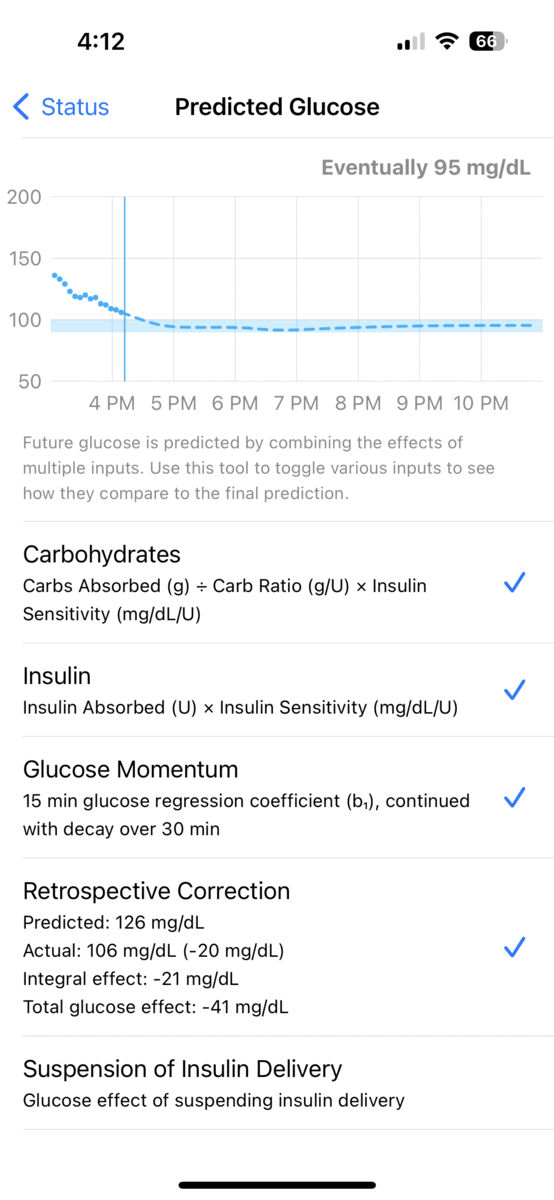 4:12
66
Status
Predicted Glucose
Eventually 95 mg/dL
200
150
100
50
4 PM 5 PM 6 PM 7 PM 8 PM 9 PM 10 PM
Future glucose is predicted by combining the effects of
multiple inputs. Use this tool to toggle various inputs to see
how they compare to the final prediction.
Carbohydrates
Carbs Absorbed (g) ÷ Carb Ratio (g/U) × Insulin
Sensitivity (mg/dL/U)
Insulin
Insulin Absorbed (U) × Insulin Sensitivity (mg/dL/U)
Glucose Momentum
15 min glucose regression coefficient (b₁), continued
with decay over 30 min
Retrospective Correction
Predicted: 126 mg/dL
Actual: 106 mg/dL (-20 mg/dL)
Integral effect: -21 mg/dL
Total glucose effect: -41 mg/dL
Suspension of Insulin Delivery
Glucose effect of suspending insulin delivery